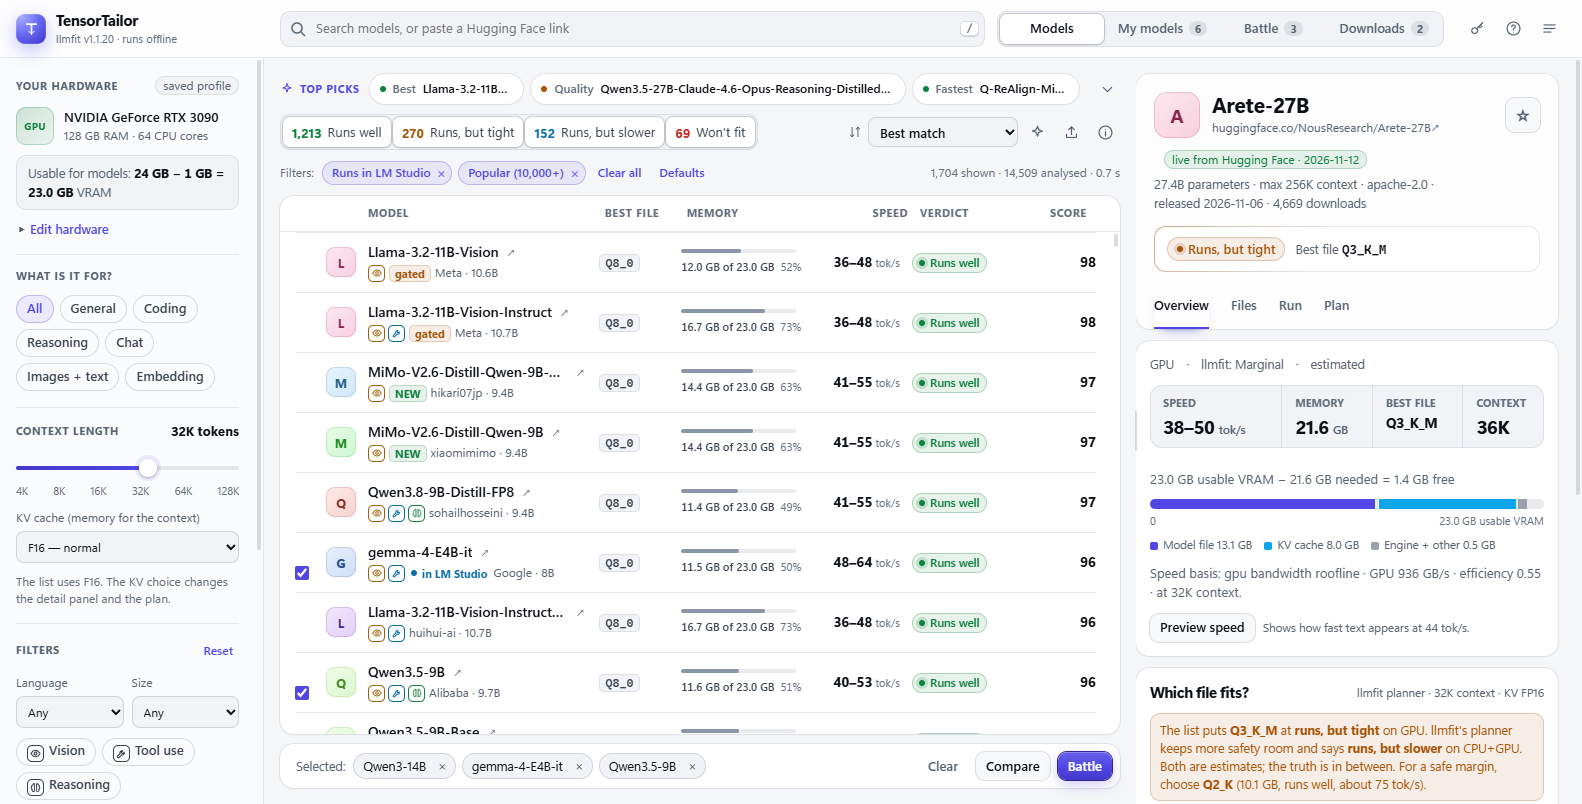 TensorTailor
llmfit v1.1.20 · runs offline
Search models, or paste a Hugging Face link
/
Models
My models 6
Battle 3
Downloads 2
YOUR HARDWARE
saved profile
GPU
NVIDIA GeForce RTX 3090
128 GB RAM · 64 CPU cores
Usable for models: 24 GB − 1 GB =
23.0 GB VRAM
▸ Edit hardware
WHAT IS IT FOR?
All
General
Coding
Reasoning
Chat
Images + text
Embedding
CONTEXT LENGTH
32K tokens
4K 8K 16K 32K 64K 128K
KV cache (memory for the context)
F16 — normal
The list uses F16. The KV choice changes
the detail panel and the plan.
FILTERS
Reset
Language
Size
Any
Any
Vision
Tool use
Reasoning
TOP PICKS
Best Llama-3.2-11B...
Quality Qwen3.5-27B-Claude-4.6-Opus-Reasoning-Distilled...
Fastest Q-ReAlign-Mi...
1,213 Runs well
270 Runs, but tight
152 Runs, but slower
69 Won't fit
Best match
Filters:
Runs in LM Studio ×
Popular (10,000+) ×
Clear all
Defaults
1,704 shown · 14,509 analysed · 0.7 s
MODEL BEST FILE MEMORY SPEED VERDICT SCORE
L
Llama-3.2-11B-Vision ↗
gated Meta · 10.6B
Q8_0
12.0 GB of 23.0 GB 52%
36–48 tok/s
Runs well
98
L
Llama-3.2-11B-Vision-Instruct ↗
gated Meta · 10.7B
Q8_0
16.7 GB of 23.0 GB 73%
36–48 tok/s
Runs well
98
M
MiMo-V2.6-Distill-Qwen-9B-... ↗
NEW hikari07jp · 9.4B
Q8_0
14.4 GB of 23.0 GB 63%
41–55 tok/s
Runs well
97
M
MiMo-V2.6-Distill-Qwen-9B ↗
NEW xiaomimimo · 9.4B
Q8_0
14.4 GB of 23.0 GB 63%
41–55 tok/s
Runs well
97
Q
Qwen3.8-9B-Distill-FP8 ↗
sohailhosseini · 9.4B
Q8_0
11.4 GB of 23.0 GB 49%
41–55 tok/s
Runs well
97
G
gemma-4-E4B-it ↗
in LM Studio Google · 8B
Q8_0
11.5 GB of 23.0 GB 50%
48–64 tok/s
Runs well
96
L
Llama-3.2-11B-Vision-Instruct... ↗
huihui-ai · 10.7B
Q8_0
16.7 GB of 23.0 GB 73%
36–48 tok/s
Runs well
96
Q
Qwen3.5-9B ↗
Alibaba · 9.7B
Q8_0
11.6 GB of 23.0 GB 51%
40–53 tok/s
Runs well
96
Qwen3.5-9B-Base
Selected:
Qwen3-14B ×
gemma-4-E4B-it ×
Qwen3.5-9B ×
Clear
Compare
Battle
A
Arete-27B
huggingface.co/NousResearch/Arete-27B↗
live from Hugging Face · 2026-11-12
27.4B parameters · max 256K context · apache-2.0 ·
released 2026-11-06 · 4,669 downloads
Runs, but tight
Best file Q3_K_M
Overview
Files
Run
Plan
GPU · llmfit: Marginal · estimated
SPEED
38–50 tok/s
MEMORY
21.6 GB
BEST FILE
Q3_K_M
CONTEXT
36K
23.0 GB usable VRAM − 21.6 GB needed = 1.4 GB free
0
23.0 GB usable VRAM
Model file 13.1 GB
KV cache 8.0 GB
Engine + other 0.5 GB
Speed basis: gpu bandwidth roofline · GPU 936 GB/s · efficiency 0.55
· at 32K context.
Preview speed
Shows how fast text appears at 44 tok/s.
Which file fits?
llmfit planner · 32K context · KV FP16
The list puts Q3_K_M at runs, but tight on GPU. llmfit's planner
keeps more safety room and says runs, but slower on CPU+GPU.
Both are estimates; the truth is in between. For a safe margin,
choose Q2_K (10.1 GB, runs well, about 75 tok/s).